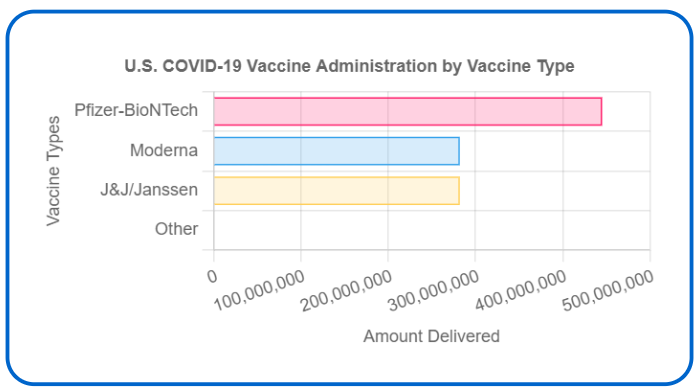 U.S. COVID-19 Vaccine Administration by Vaccine Type
Vaccine Types
Pfizer-BioNTech
Moderna
J&J/Janssen
Other
0
100,000,000
200,000,000
300,000,000
400,000,000
500,000,000
Amount Delivered